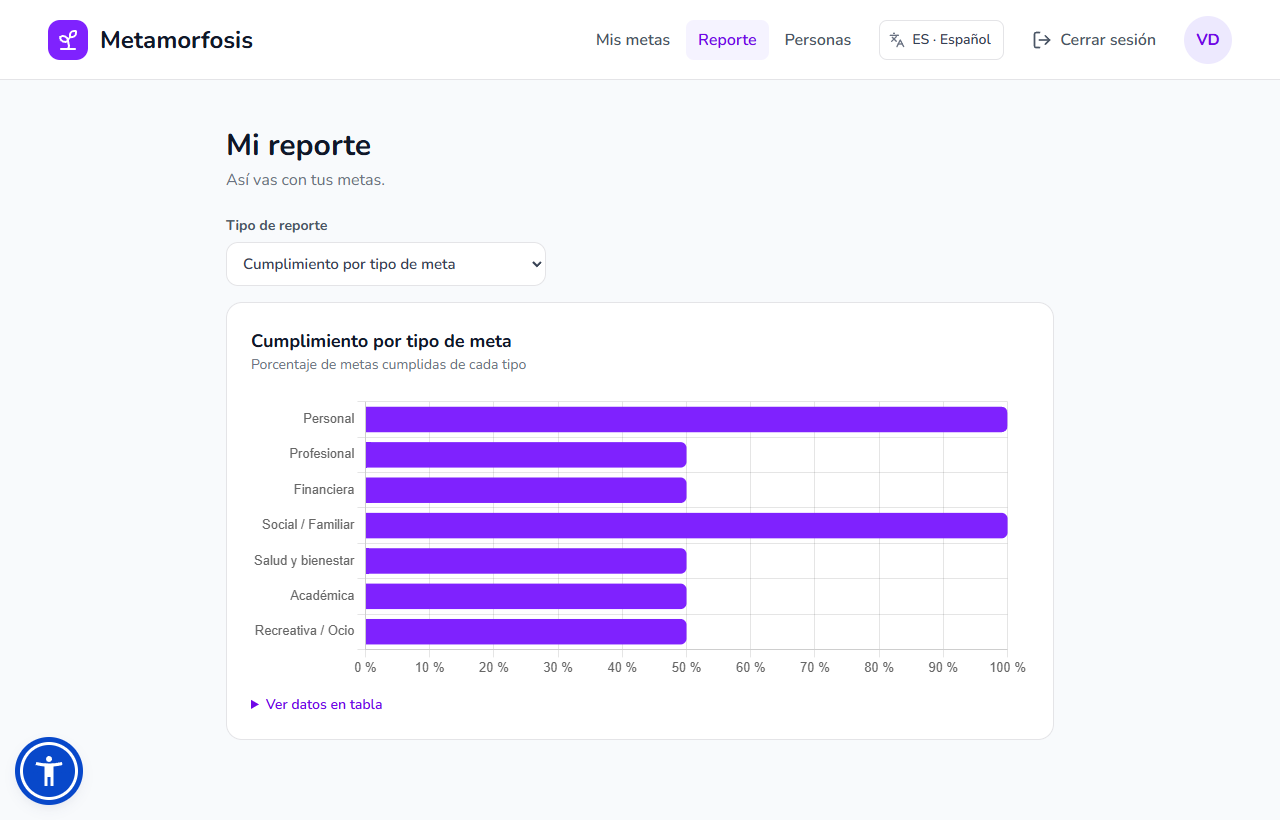 Metamorfosis
Mis metas
Reporte
Personas
ES · Español
Cerrar sesión
VD
Mi reporte
Así vas con tus metas.
Tipo de reporte
Cumplimiento por tipo de meta
Cumplimiento por tipo de meta
Porcentaje de metas cumplidas de cada tipo
Personal
Profesional
Financiera
Social / Familiar
Salud y bienestar
Académica
Recreativa / Ocio
0 % 10 % 20 % 30 % 40 % 50 % 60 % 70 % 80 % 90 % 100 %
Ver datos en tabla